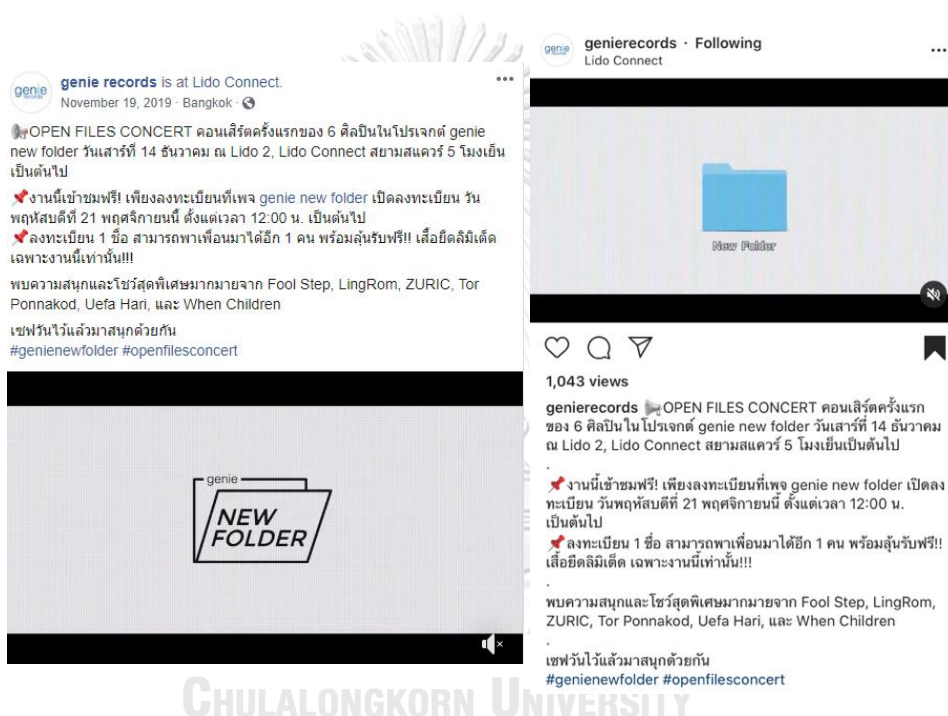 genie records
genie records is at Lido Connect.
November 19, 2019 · Bangkok ·
OPEN FILES CONCERT คอนเสิร์ตครั้งแรกของ 6 ศิลปินในโปรเจกต์ genie
new folder วันเสาร์ที่ 14 ธันวาคม ณ Lido 2, Lido Connect สยามสแควร์ 5 โมงเย็น
เป็นต้นไป
งานนี้เข้าชมฟรี! เพียงลงทะเบียนที่เพจ genie new folder เปิดลงทะเบียน วัน
พฤหัสบดีที่ 21 พฤศจิกายนนี้ ตั้งแต่เวลา 12:00 น. เป็นต้นไป
ลงทะเบียน 1 ชื่อ สามารถพาเพื่อนมาได้อีก 1 คน พร้อมลุ้นรับฟรี!! เสื้อยืดลิมิเต็ด
เฉพาะงานนี้เท่านั้น!!!
พบความสนุกและโชว์สุดพิเศษมากมายจาก Fool Step, LingRom, ZURIC, Tor
Ponnakod, Uefa Hari, และ When Children
เซฟวันไว้แล้วมาสนุกด้วยกัน
#genienewfolder #openfilesconcert
genie
NEW
FOLDER
genie
genierecords · Following
Lido Connect
New Folder
1,043 views
genierecords OPEN FILES CONCERT คอนเสิร์ตครั้งแรก
ของ 6 ศิลปินในโปรเจกต์ genie new folder วันเสาร์ที่ 14 ธันวาคม
ณ Lido 2, Lido Connect สยามสแควร์ 5 โมงเย็นเป็นต้นไป
.
งานนี้เข้าชมฟรี! เพียงลงทะเบียนที่เพจ genie new folder เปิดลง
ทะเบียน วันพฤหัสบดีที่ 21 พฤศจิกายนนี้ ตั้งแต่เวลา 12:00 น.
เป็นต้นไป
ลงทะเบียน 1 ชื่อ สามารถพาเพื่อนมาได้อีก 1 คน พร้อมลุ้นรับฟรี!!
เสื้อยืดลิมิเต็ด เฉพาะงานนี้เท่านั้น!!!
.
พบความสนุกและโชว์สุดพิเศษมากมายจาก Fool Step, LingRom,
ZURIC, Tor Ponnakod, Uefa Hari, และ When Children
.
เซฟวันไว้แล้วมาสนุกด้วยกัน
#genienewfolder #openfilesconcert
CHULALONGKORN UNIVERSITY